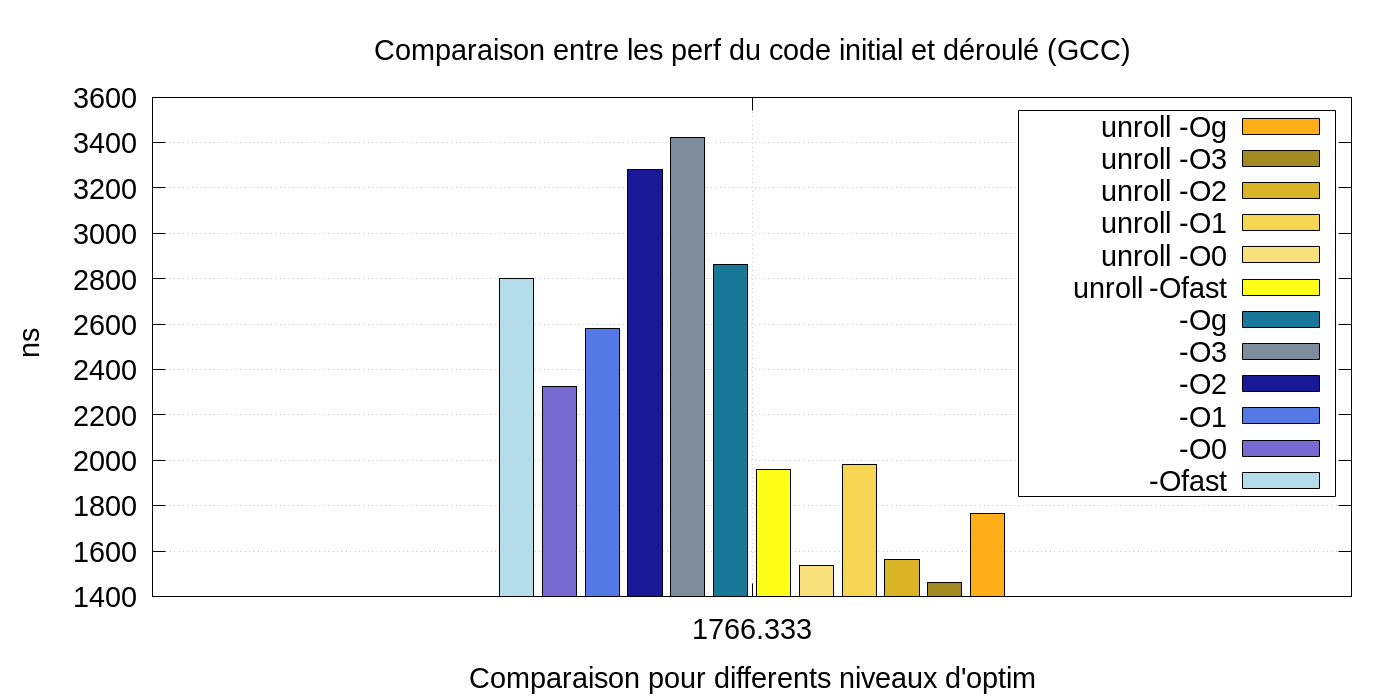 Comparaison entre les perf du code initial et déroulé (GCC)
3600
3400
3200
3000
2800
2600
2400
2200
2000
1800
1600
1400
ns
unroll -Og
unroll -O3
unroll -O2
unroll -O1
unroll -O0
unroll -Ofast
-Og
-O3
-O2
-O1
-O0
-Ofast
1766.333
Comparaison pour differents niveaux d'optim